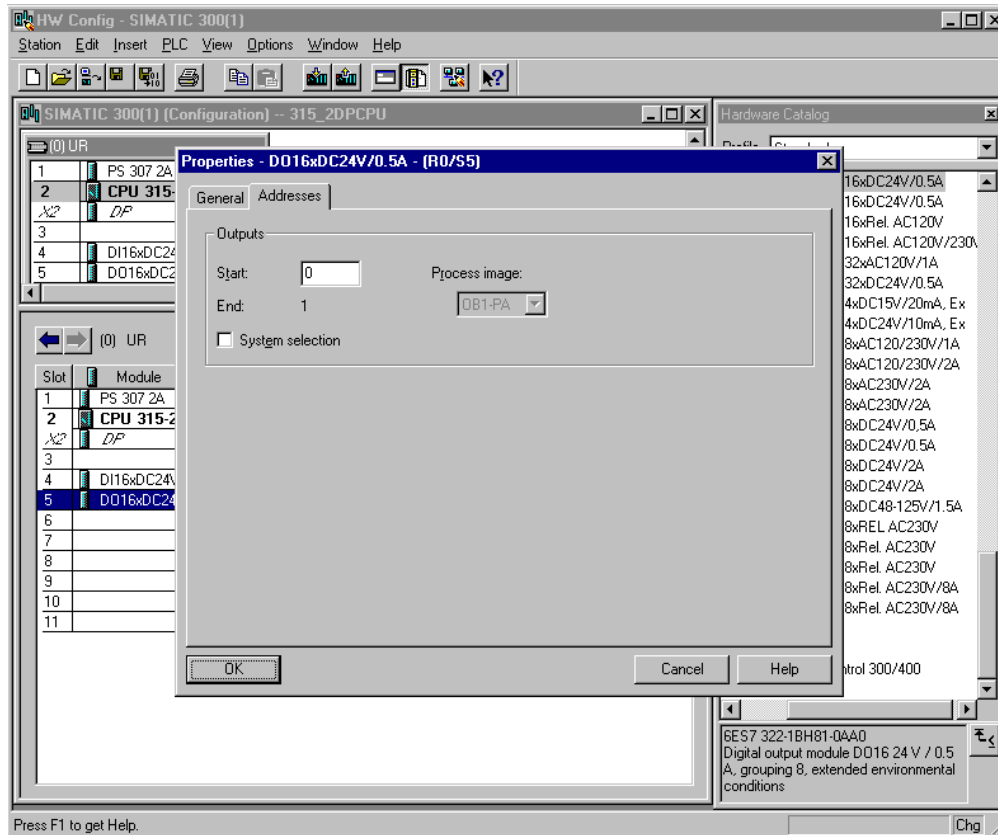 HW Config - SIMATIC 300(1)
Station Edit Insert PLC View Options Window Help
SIMATIC 300(1) (Configuration) -- 315_2DPCPU
(0) UR
1 PS 307 2A
2 CPU 315-
X2 DP
3
4 DI16xDC24
5 DO16xDC2
(0) UR
Slot Module
1 PS 307 2A
2 CPU 315-2
X2 DP
3
4 DI16xDC24V
5 DO16xDC24
6
7
8
9
10
11
Properties - DO16xDC24V/0.5A - (R0/S5)
General Addresses
Outputs
Start: 0
Process image:
End: 1
OB1-PA
System selection
OK Cancel Help
Hardware Catalog
16xDC24V/0.5A
16xDC24V/0.5A
16xRel. AC120V
16xRel. AC120V/230V
32xAC120V/1A
32xDC24V/0.5A
4xDC15V/20mA, Ex
4xDC24V/10mA, Ex
8xAC120/230V/1A
8xAC120/230V/2A
8xAC230V/2A
8xAC230V/2A
8xDC24V/0,5A
8xDC24V/0.5A
8xDC24V/2A
8xDC24V/2A
8xDC48-125V/1.5A
8xREL AC230V
8xRel. AC230V
8xRel. AC230V
8xRel. AC230V/8A
8xRel. AC230V/8A
ntrol 300/400
6ES7 322-1BH81-0AA0
Digital output module DO16 24 V / 0.5
A, grouping 8, extended environmental
conditions
Press F1 to get Help.
Chg